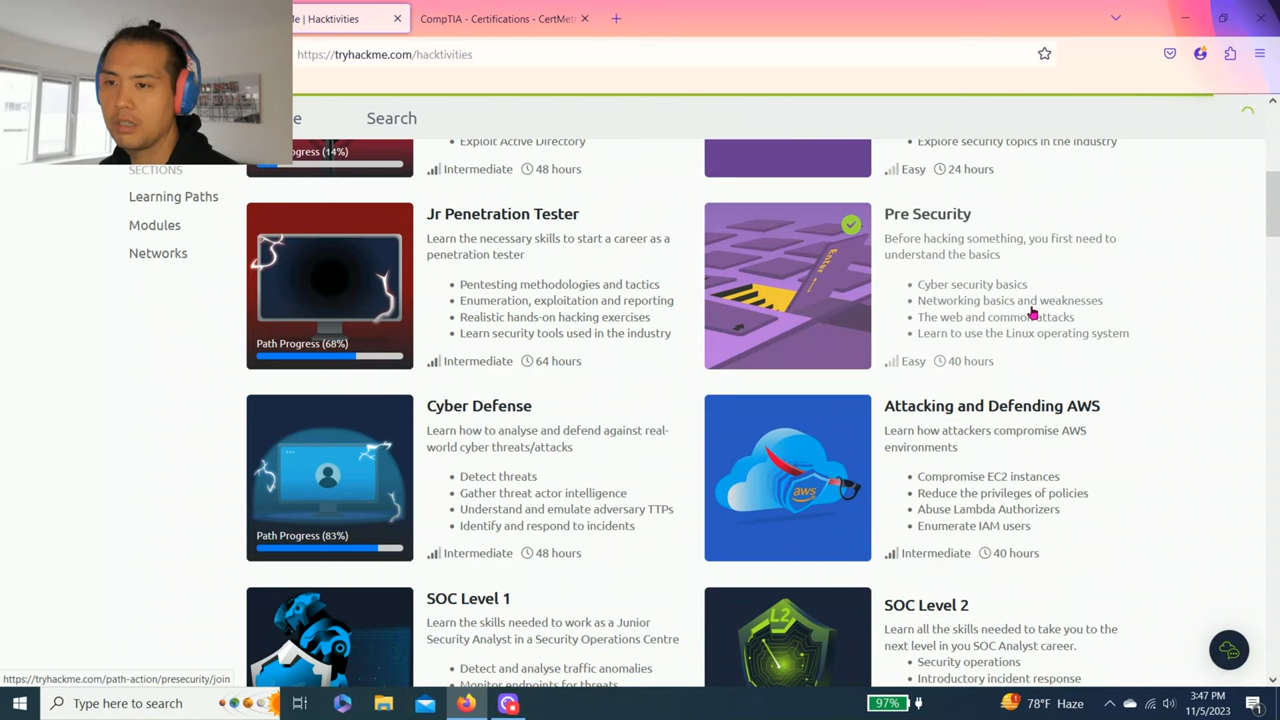 e | Hacktivities
CompTIA - Certifications - CertMet
https://tryhackme.com/hacktivities
Search
SECTIONS
Learning Paths
Modules
Networks
Exploit Active Directory
ogress (14%)
Intermediate 48 hours
Explore security topics in the industry
Easy 24 hours
Jr Penetration Tester
Learn the necessary skills to start a career as a
penetration tester
• Pentesting methodologies and tactics
• Enumeration, exploitation and reporting
• Realistic hands-on hacking exercises
• Learn security tools used in the industry
Path Progress (68%)
Intermediate 64 hours
Pre Security
Before hacking something, you first need to
understand the basics
• Cyber security basics
• Networking basics and weaknesses
• The web and common attacks
• Learn to use the Linux operating system
Easy 40 hours
Enter
Cyber Defense
Learn how to analyse and defend against real-
world cyber threats/attacks
• Detect threats
• Gather threat actor intelligence
• Understand and emulate adversary TTPs
• Identify and respond to incidents
Path Progress (83%)
Intermediate 48 hours
Attacking and Defending AWS
Learn how attackers compromise AWS
environments
• Compromise EC2 instances
• Reduce the privileges of policies
• Abuse Lambda Authorizers
• Enumerate IAM users
Intermediate 40 hours
aws
SOC Level 1
Learn the skills needed to work as a Junior
Security Analyst in a Security Operations Centre
• Detect and analyse traffic anomalies
• Monitor endpoints for threats
SOC Level 2
Learn all the skills needed to take you to the
next level in you SOC Analyst career.
• Security operations
• Introductory incident response
L2
https://tryhackme.com/path-action/presecurity/join
Type here to search
97%
78°F Haze
3:47 PM
11/5/2023
1